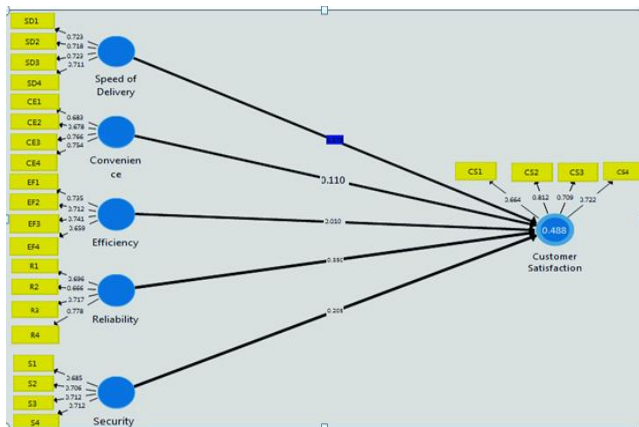 SD1
SD2
SD3
SD4
0.723
0.718
0.723
0.711
Speed of
Delivery
CE1
CE2
CE3
CE4
0.683
0.678
0.766
0.754
Convenien
ce
EF1
EF2
EF3
EF4
0.735
0.712
0.741
0.659
Efficiency
R1
R2
R3
R4
0.696
0.666
0.717
0.778
Reliability
S1
S2
S3
S4
0.685
0.706
0.712
0.712
Security
0.110
0.010
CS1
CS2
CS3
CS4
0.664
0.812
0.709
0.722
0.488
Customer
Satisfaction